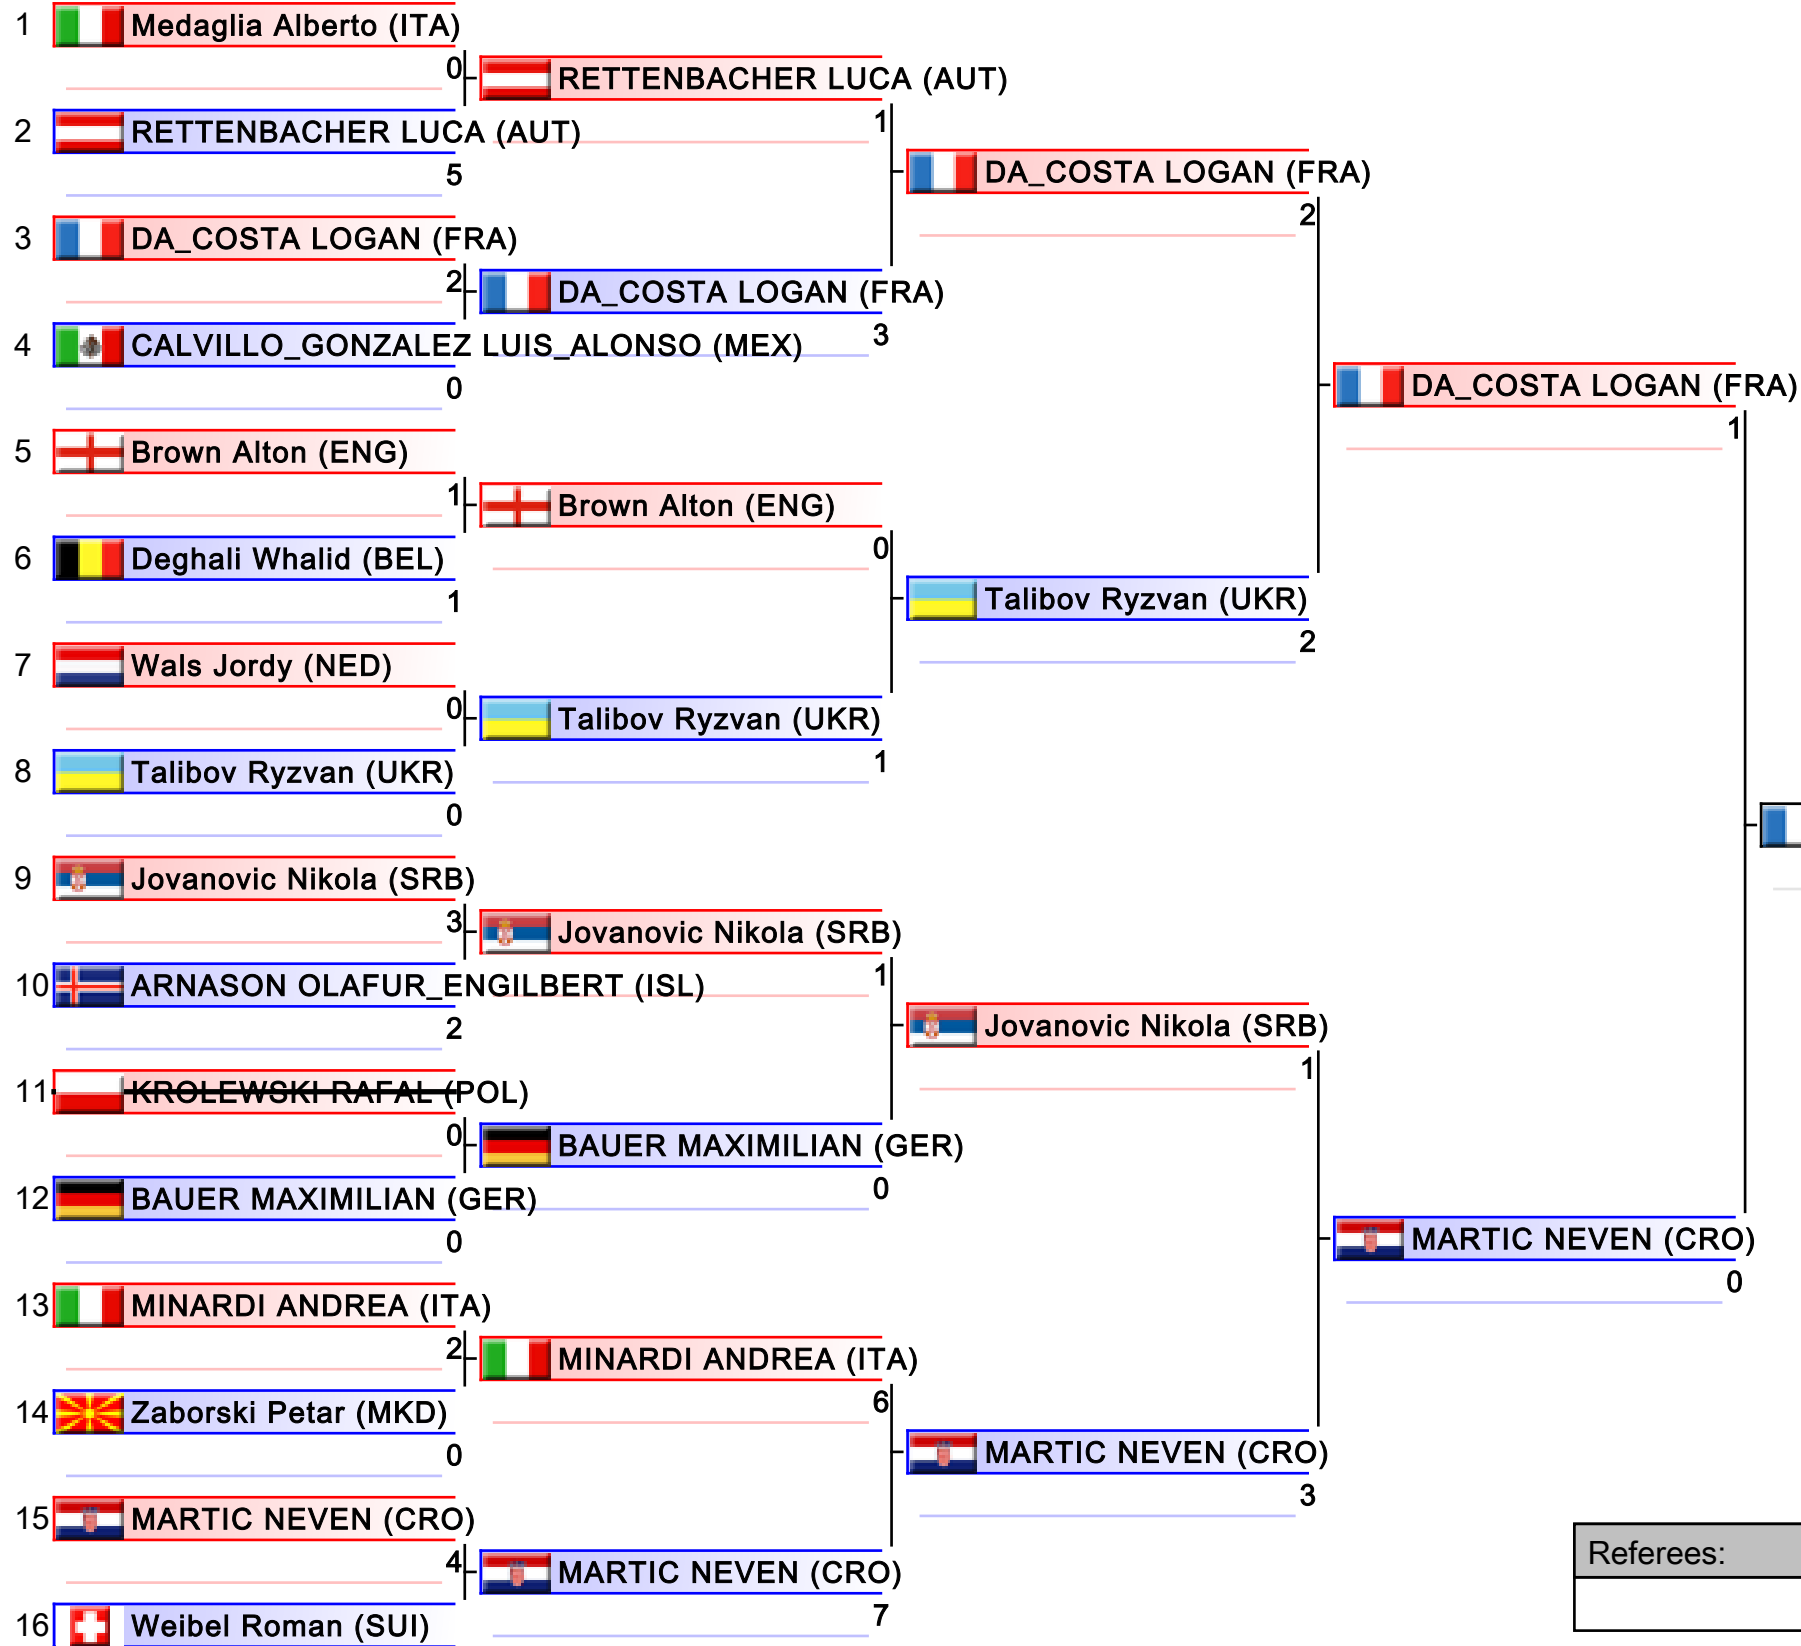 1 Medaglia Alberto (ITA)
0
RETTENBACHER LUCA (AUT)
1
2 RETTENBACHER LUCA (AUT)
5
DA_COSTA LOGAN (FRA)
2
3 DA_COSTA LOGAN (FRA)
2
DA_COSTA LOGAN (FRA)
3
4 CALVILLO_GONZALEZ LUIS_ALONSO (MEX)
0
DA_COSTA LOGAN (FRA)
1
5 Brown Alton (ENG)
1
Brown Alton (ENG)
0
6 Deghali Whalid (BEL)
1
Talibov Ryzvan (UKR)
2
7 Wals Jordy (NED)
0
Talibov Ryzvan (UKR)
1
8 Talibov Ryzvan (UKR)
0
9 Jovanovic Nikola (SRB)
3
Jovanovic Nikola (SRB)
1
10 ARNASON OLAFUR_ENGILBERT (ISL)
2
Jovanovic Nikola (SRB)
1
11 KROLEWSKI RAFAL (POL)
0
BAUER MAXIMILIAN (GER)
0
12 BAUER MAXIMILIAN (GER)
0
MARTIC NEVEN (CRO)
0
13 MINARDI ANDREA (ITA)
2
MINARDI ANDREA (ITA)
6
14 Zaborski Petar (MKD)
0
MARTIC NEVEN (CRO)
3
15 MARTIC NEVEN (CRO)
4
MARTIC NEVEN (CRO)
7
16 Weibel Roman (SUI)
Referees: